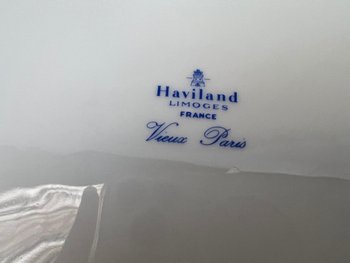 Haviland
LIMOGES
FRANCE
Vieux Paris